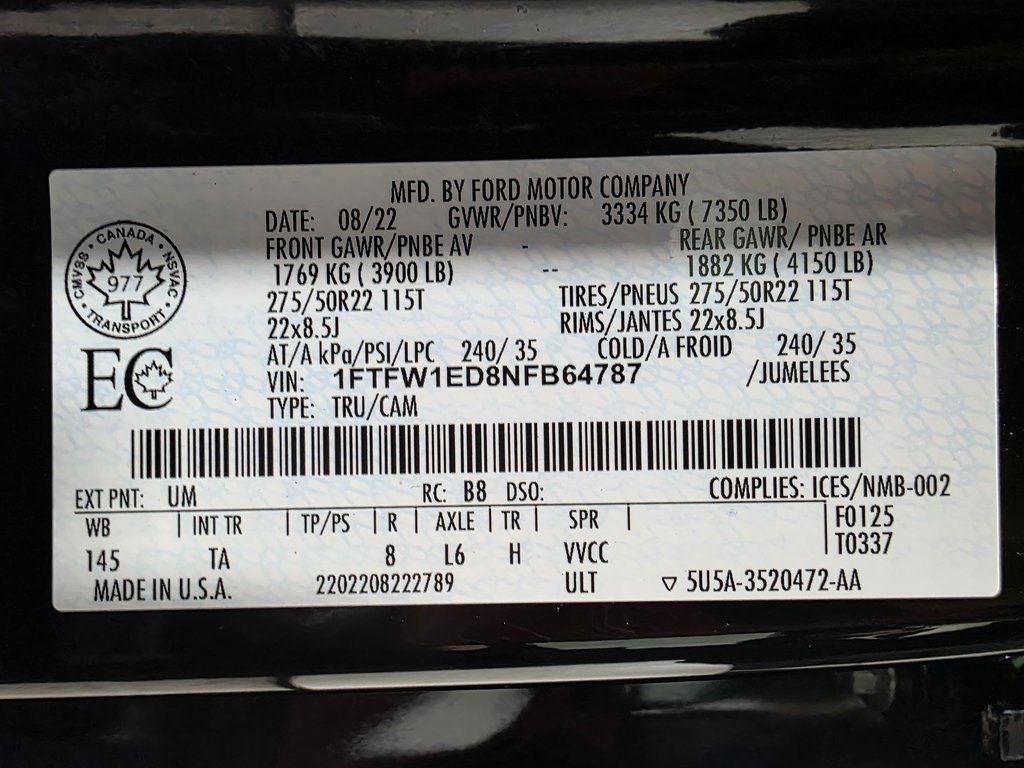 MFD. BY FORD MOTOR COMPANY
DATE: 08/22 GVWR/PNBV: 3334 KG ( 7350 LB)
FRONT GAWR/PNBE AV - REAR GAWR/ PNBE AR
1769 KG ( 3900 LB) -- 1882 KG ( 4150 LB)
275/50R22 115T TIRES/PNEUS 275/50R22 115T
22x8.5J RIMS/JANTES 22x8.5J
AT/A kPa/PSI/LPC 240/ 35 COLD/A FROID 240/ 35
VIN: 1FTFW1ED8NFB64787 /JUMELEES
TYPE: TRU/CAM
CANADA
CMVSS NSVAC
977
TRANSPORT
EC
EXT PNT: UM RC: B8 DSO: COMPLIES: ICES/NMB-002
WB | INT TR | TP/PS | R | AXLE | TR | SPR | F0125
145 TA 8 L6 H VVCC T0337
MADE IN U.S.A. 2202208222789 ULT ▽ 5U5A-3520472-AA